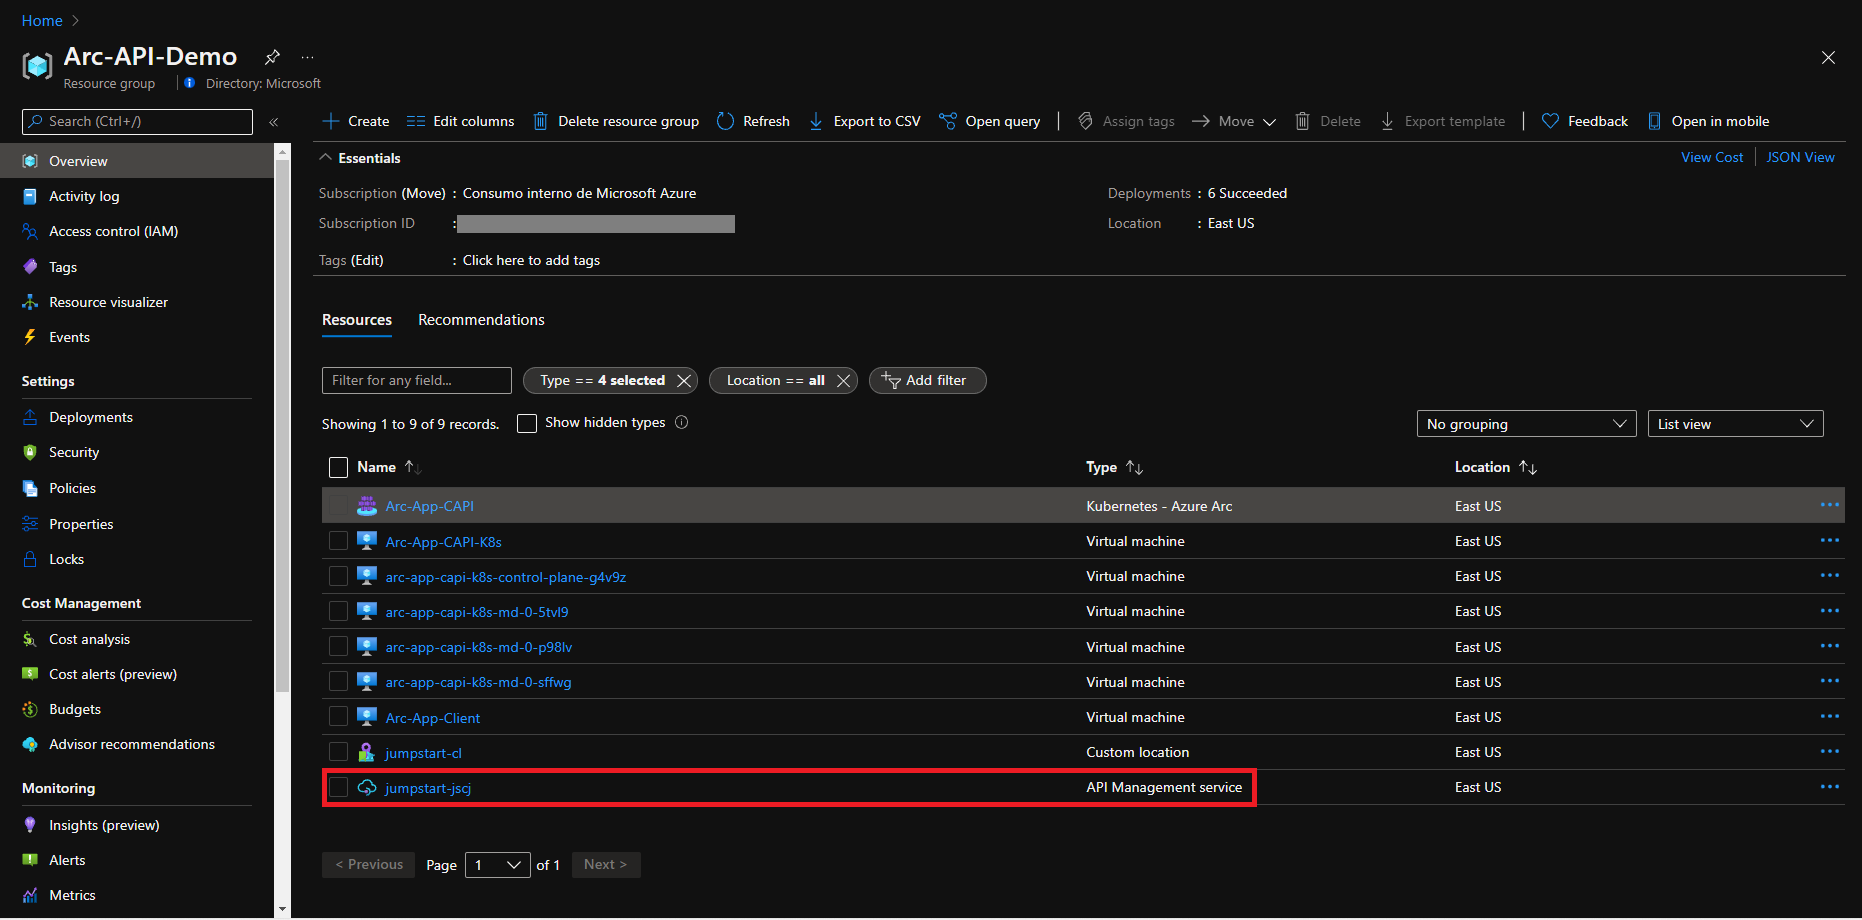 Home
Arc-API-Demo
Resource group
Directory: Microsoft
Search (Ctrl+/)
Create
Edit columns
Delete resource group
Refresh
Export to CSV
Open query
Assign tags
Move
Delete
Export template
Feedback
Open in mobile
Overview
Activity log
Access control (IAM)
Tags
Resource visualizer
Events
Settings
Deployments
Security
Policies
Properties
Locks
Cost Management
Cost analysis
Cost alerts (preview)
Budgets
Advisor recommendations
Monitoring
Insights (preview)
Alerts
Metrics
Essentials
View Cost
JSON View
Subscription (Move) : Consumo interno de Microsoft Azure
Deployments : 6 Succeeded
Subscription ID :
Location : East US
Tags (Edit) : Click here to add tags
Resources
Recommendations
Filter for any field...
Type == 4 selected
Location == all
Add filter
Showing 1 to 9 of 9 records.
Show hidden types
No grouping
List view
Name Type Location
Arc-App-CAPI Kubernetes - Azure Arc East US
Arc-App-CAPI-K8s Virtual machine East US
arc-app-capi-k8s-control-plane-g4v9z Virtual machine East US
arc-app-capi-k8s-md-0-5tvl9 Virtual machine East US
arc-app-capi-k8s-md-0-p98lv Virtual machine East US
arc-app-capi-k8s-md-0-sffwg Virtual machine East US
Arc-App-Client Virtual machine East US
jumpstart-cl Custom location East US
jumpstart-jscj API Management service East US
< Previous Page 1 of 1 Next >